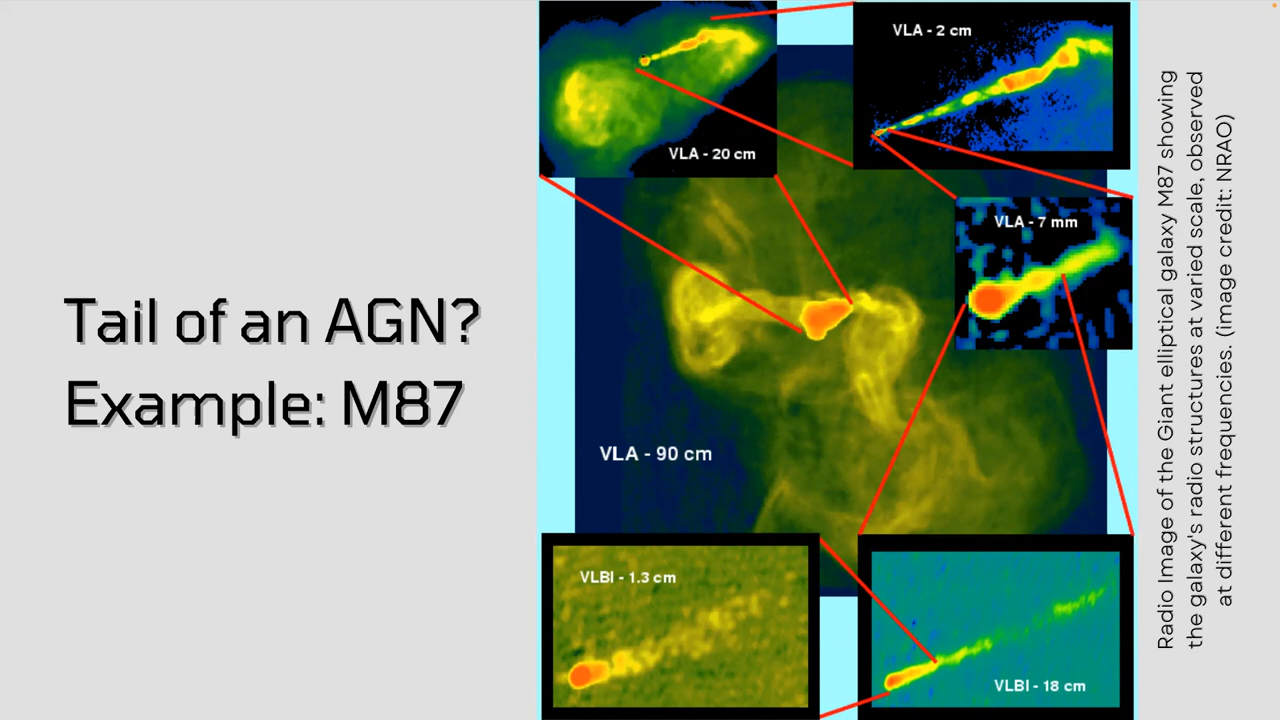 Tail of an AGN?
Example: M87
VLA - 20 cm
VLA - 2 cm
VLA - 7 mm
VLA - 90 cm
VLBI - 1.3 cm
VLBI - 18 cm
Radio Image of the Giant elliptical galaxy M87 showing
the galaxy's radio structures at varied scale, observed
at different frequencies. (image credit: NRAO)